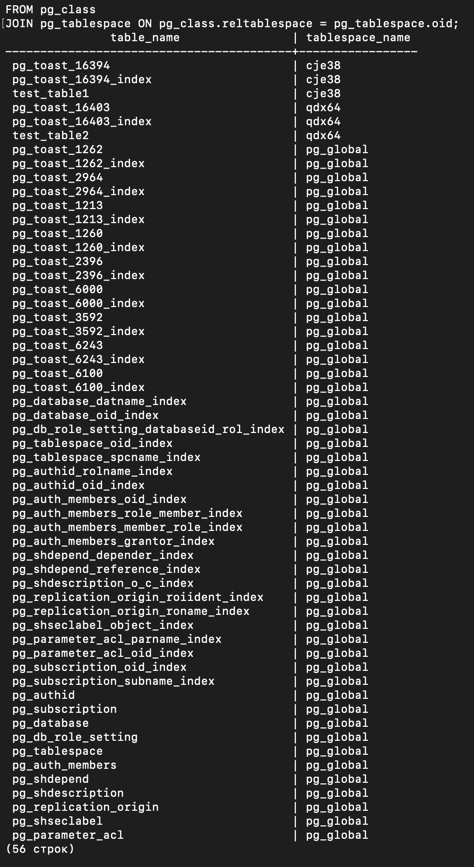 FROM pg_class
JOIN pg_tablespace ON pg_class.reltablespace = pg_tablespace.oid;
               table_name                | tablespace_name
-----------------------------------------+-----------------
 pg_toast_16394                          | cje38
 pg_toast_16394_index                    | cje38
 test_table1                             | cje38
 pg_toast_16403                          | qdx64
 pg_toast_16403_index                    | qdx64
 test_table2                             | qdx64
 pg_toast_1262                           | pg_global
 pg_toast_1262_index                     | pg_global
 pg_toast_2964                           | pg_global
 pg_toast_2964_index                     | pg_global
 pg_toast_1213                           | pg_global
 pg_toast_1213_index                     | pg_global
 pg_toast_1260                           | pg_global
 pg_toast_1260_index                     | pg_global
 pg_toast_2396                           | pg_global
 pg_toast_2396_index                     | pg_global
 pg_toast_6000                           | pg_global
 pg_toast_6000_index                     | pg_global
 pg_toast_3592                           | pg_global
 pg_toast_3592_index                     | pg_global
 pg_toast_6243                           | pg_global
 pg_toast_6243_index                     | pg_global
 pg_toast_6100                           | pg_global
 pg_toast_6100_index                     | pg_global
 pg_database_datname_index               | pg_global
 pg_database_oid_index                   | pg_global
 pg_db_role_setting_databaseid_rol_index | pg_global
 pg_tablespace_oid_index                 | pg_global
 pg_tablespace_spcname_index             | pg_global
 pg_authid_rolname_index                 | pg_global
 pg_authid_oid_index                     | pg_global
 pg_auth_members_oid_index               | pg_global
 pg_auth_members_role_member_index       | pg_global
 pg_auth_members_member_role_index       | pg_global
 pg_auth_members_grantor_index           | pg_global
 pg_shdepend_depender_index              | pg_global
 pg_shdepend_reference_index             | pg_global
 pg_shdescription_o_c_index              | pg_global
 pg_replication_origin_roiident_index    | pg_global
 pg_replication_origin_roname_index      | pg_global
 pg_shseclabel_object_index              | pg_global
 pg_parameter_acl_parname_index          | pg_global
 pg_parameter_acl_oid_index              | pg_global
 pg_subscription_oid_index               | pg_global
 pg_subscription_subname_index           | pg_global
 pg_authid                               | pg_global
 pg_subscription                         | pg_global
 pg_database                             | pg_global
 pg_db_role_setting                      | pg_global
 pg_tablespace                           | pg_global
 pg_auth_members                         | pg_global
 pg_shdepend                             | pg_global
 pg_shdescription                        | pg_global
 pg_replication_origin                   | pg_global
 pg_shseclabel                           | pg_global
 pg_parameter_acl                        | pg_global
(56 строк)